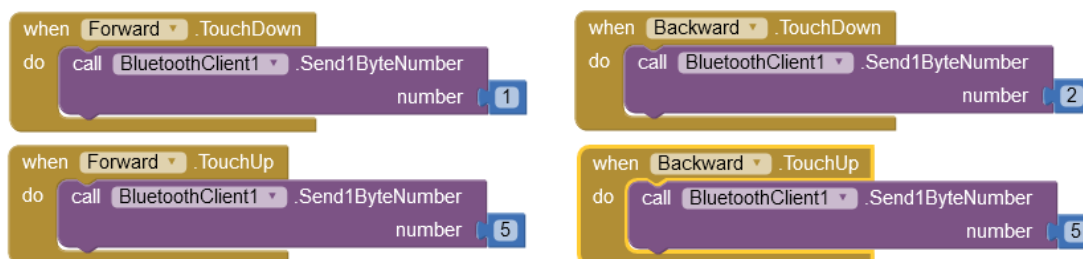 when Forward .TouchDown
do call BluetoothClient1 .Send1ByteNumber
number 1
when Backward .TouchDown
do call BluetoothClient1 .Send1ByteNumber
number 2
when Forward .TouchUp
do call BluetoothClient1 .Send1ByteNumber
number 5
when Backward .TouchUp
do call BluetoothClient1 .Send1ByteNumber
number 5